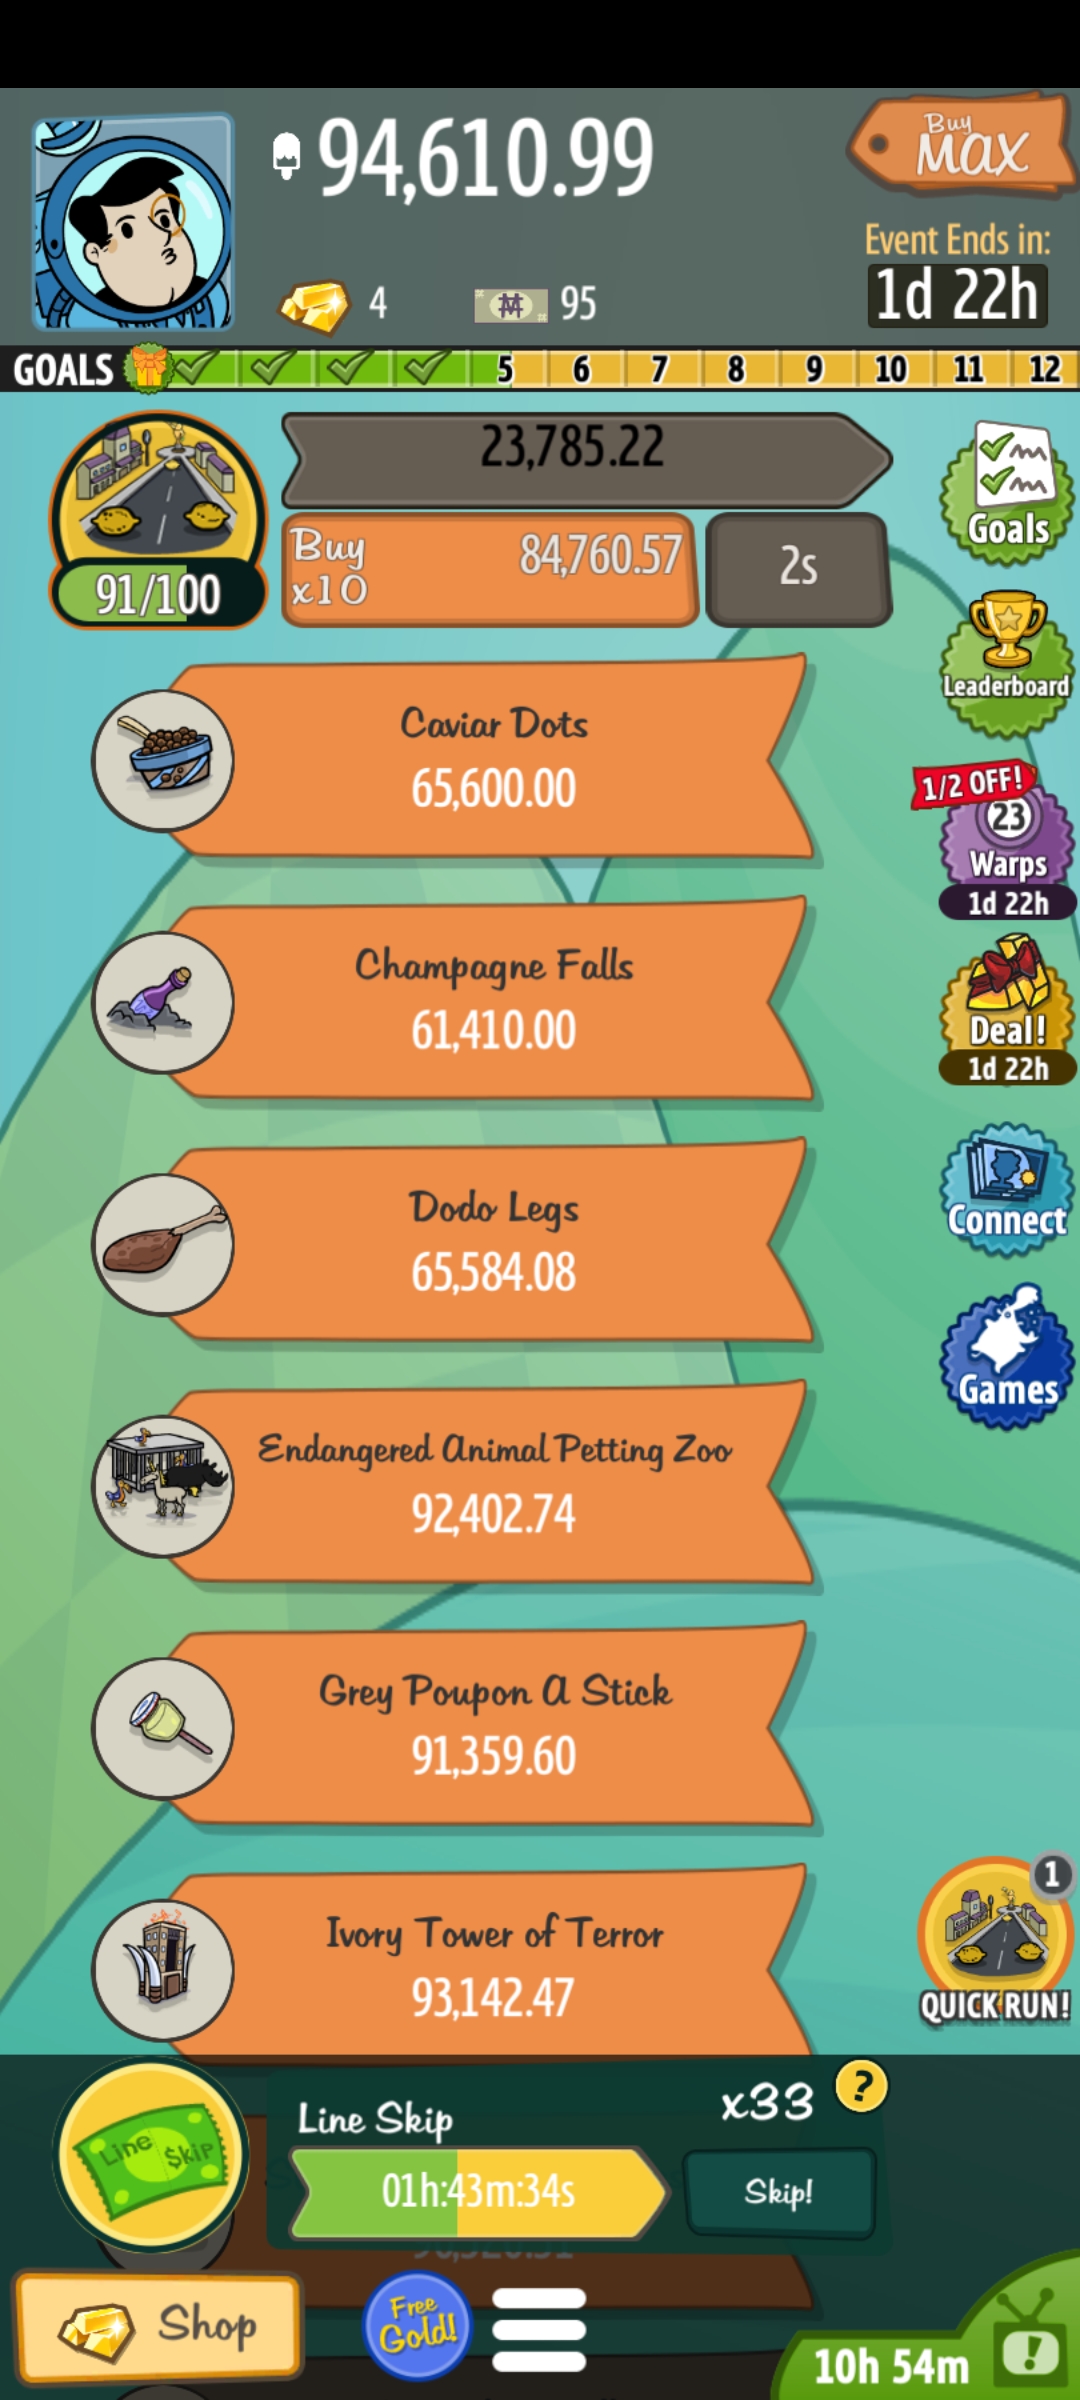 94,610.99
Buy
MAX
Event Ends in:
1d 22h
4
95
GOALS
5 6 7 8 9 10 11 12
23,785.22
91/100
Buy
x10
84,760.57
2s
Goals
Leaderboard
Caviar Dots
65,600.00
1/2 OFF!
23
Warps
1d 22h
Champagne Falls
61,410.00
Deal!
1d 22h
Dodo Legs
65,584.08
Connect
Games
Endangered Animal Petting Zoo
92,402.74
Grey Poupon A Stick
91,359.60
Ivory Tower of Terror
93,142.47
1
QUICK RUN!
Line $kip
Line Skip
x33
?
01h:43m:34s
Skip!
Shop
Free
Gold!
10h 54m
!